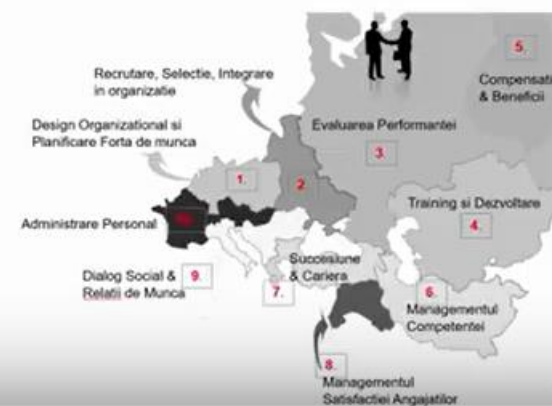 5.
Compensati
& Beneficii
Recrutare, Selectie, Integrare
in organizatie
Design Organizational si
Planificare Forta de munca
Evaluarea Performantei
3.
1.
2
Training si Dezvoltare
4.
Administrare Personal
Dialog Social &
Relatii de Munca
9.
Succesiune
& Cariera
7.
6.
Managementul
Competentei
8.
Managementul
Satisfactiei Angajatilor